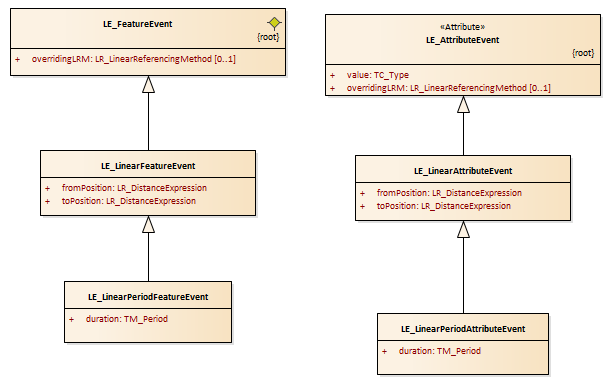 LE_FeatureEvent
{root}
+ overridingLRM: LR_LinearReferencingMethod [0..1]
LE_LinearFeatureEvent
+ fromPosition: LR_DistanceExpression
+ toPosition: LR_DistanceExpression
LE_LinearPeriodFeatureEvent
+ duration: TM_Period
«Attribute»
LE_AttributeEvent
{root}
+ value: TC_Type
+ overridingLRM: LR_LinearReferencingMethod [0..1]
LE_LinearAttributeEvent
+ fromPosition: LR_DistanceExpression
+ toPosition: LR_DistanceExpression
LE_LinearPeriodAttributeEvent
+ duration: TM_Period